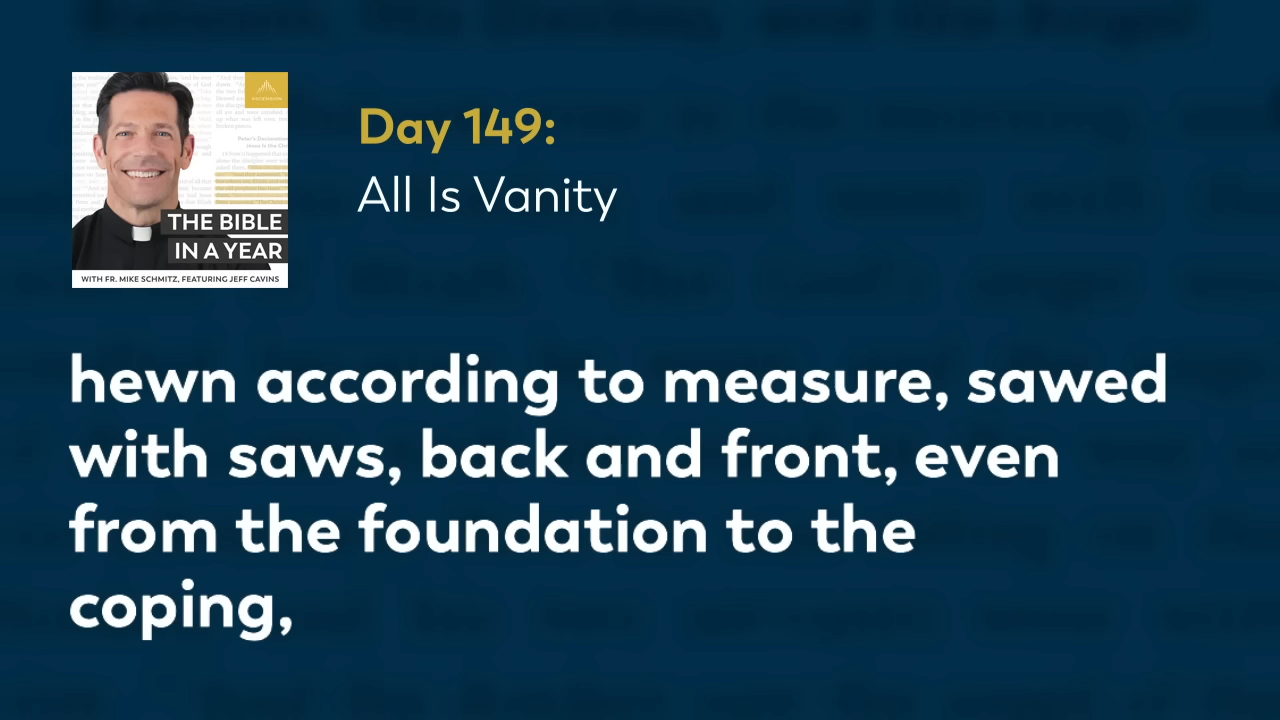 Day 149:
All Is Vanity
ASCENSION
THE BIBLE
IN A YEAR
WITH FR. MIKE SCHMITZ, FEATURING JEFF CAVINS
hewn according to measure, sawed
with saws, back and front, even
from the foundation to the
coping,